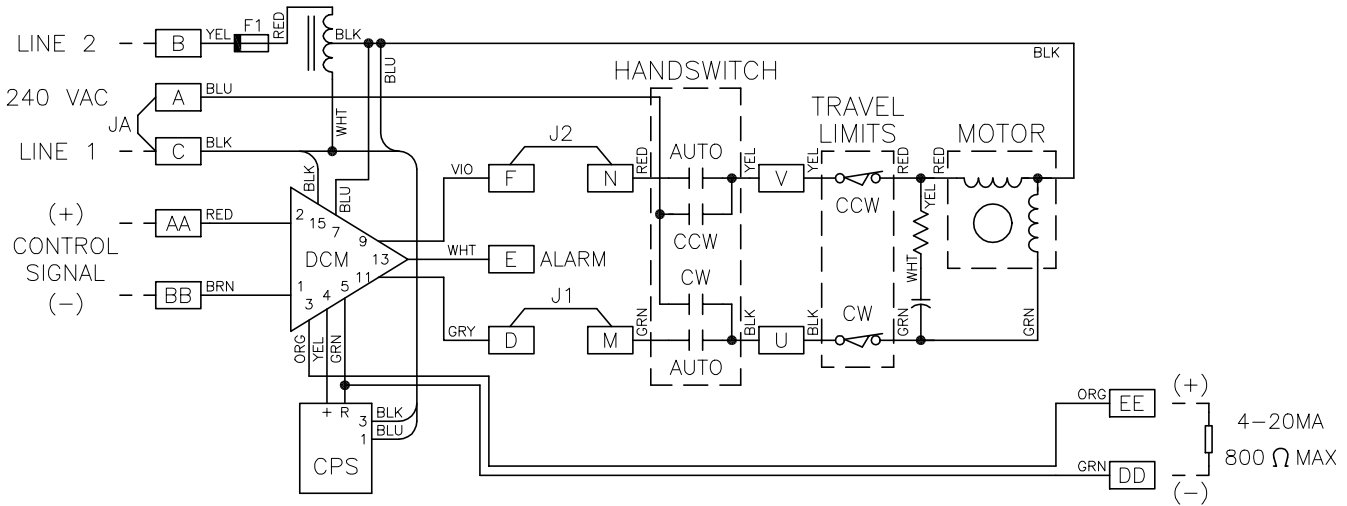 LINE 2
B
YEL
F1
RED
BLK
BLU
BLK
240 VAC
A
BLU
JA
WHT
LINE 1
C
BLK
BLK
BLU
HANDSWITCH
TRAVEL
LIMITS
MOTOR
J2
VIO
F
N
RED
AUTO
YEL
V
YEL
RED
RED
CCW
CCW
YEL
(+)
CONTROL
SIGNAL
(-)
AA
RED
BB
BRN
2
15
7
9
DCM
13
11
1
3
4
5
WHT
E
ALARM
CW
WHT
J1
GRY
D
M
GRN
AUTO
BLK
U
BLK
CW
GRN
GRN
ORG
YEL
GRN
+ R
3
BLK
1
BLU
CPS
ORG
EE
(+)
4-20MA
800 Ω MAX
GRN
DD
(-)